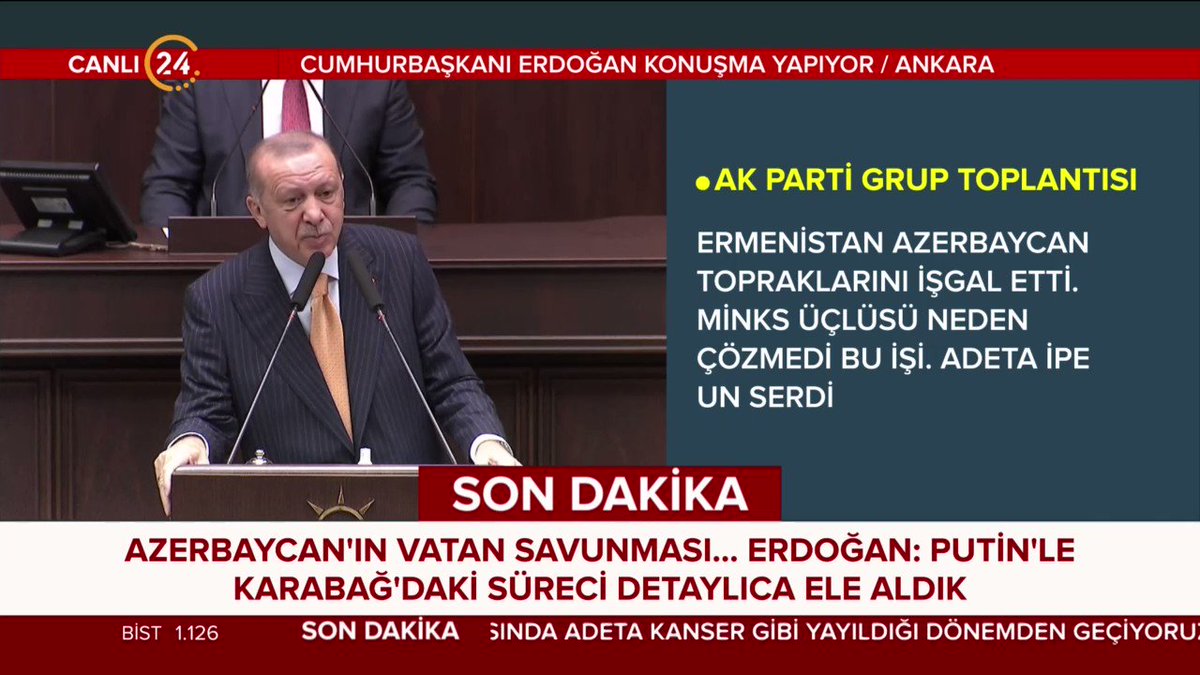 CANLI 24
CUMHURBAŞKANI ERDOĞAN KONUŞMA YAPIYOR / ANKARA
•AK PARTİ GRUP TOPLANTISI
ERMENİSTAN AZERBAYCAN
TOPRAKLARINI İŞGAL ETTİ.
MİNKS ÜÇLÜSÜ NEDEN
ÇÖZMEDİ BU İŞİ. ADETA İPE
UN SERDİ
SON DAKİKA
AZERBAYCAN'IN VATAN SAVUNMASI... ERDOĞAN: PUTİN'LE
KARABAĞ'DAKİ SÜRECİ DETAYLICA ELE ALDIK
BİST 1.126 SON DAKİKA SINDA ADETA KANSER GİBİ YAYILDIĞI DÖNEMDEN GEÇİYORUZ